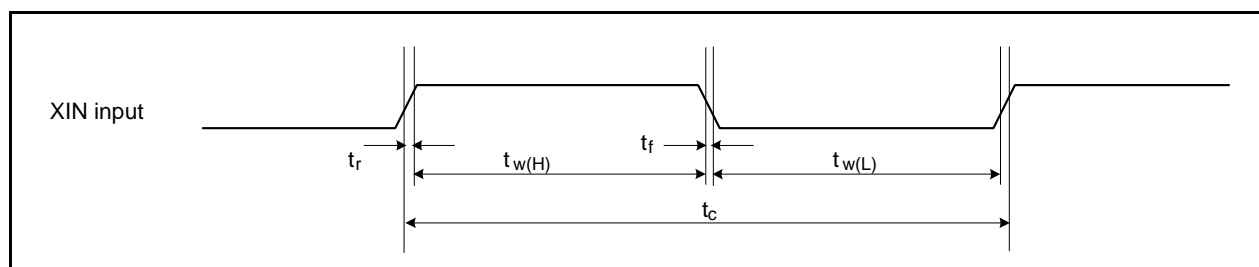 XIN input
tr
tw(H)
tf
tw(L)
tc